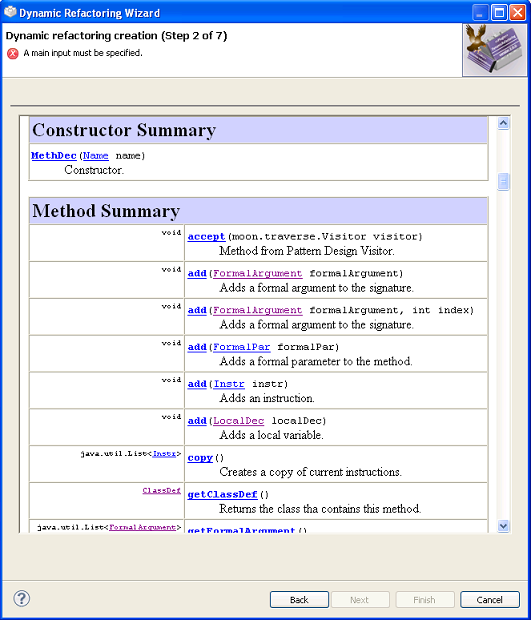 Dynamic Refactoring Wizard
Dynamic refactoring creation (Step 2 of 7)
A main input must be specified.
Constructor Summary
MethDec(Name name)
Constructor.
Method Summary
void accept(moon.traverse.Visitor visitor)
Method from Pattern Design Visitor.
void add(FormalArgument formalArgument)
Adds a formal argument to the signature.
void add(FormalArgument formalArgument, int index)
Adds a formal argument to the signature.
void add(FormalPar formalPar)
Adds a formal parameter to the method.
void add(Instr instr)
Adds an instruction.
void add(LocalDec localDec)
Adds a local variable.
java.util.List<Instr> copy()
Creates a copy of current instructions.
ClassDef getClassDef()
Returns the class tha contains this method.
java.util.List<FormalArgument> getFormalArgument()
? Back Next Finish Cancel